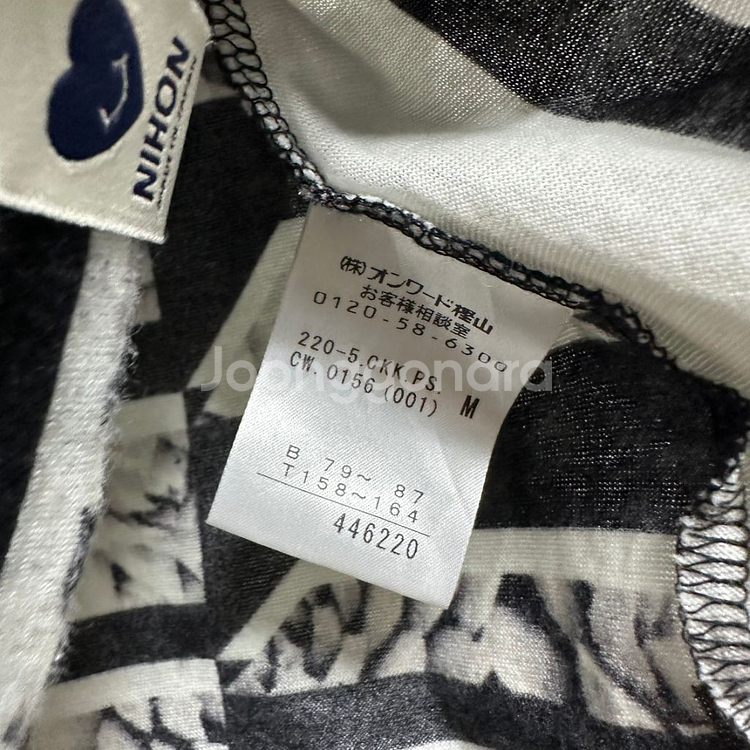 NIHON
(株)オンワード樫山
お客様相談室
0120-58-6300
220-5.CKK.PS.
CW.0156(001) M
B 79~ 87
T158~164
446220
Joonggonara